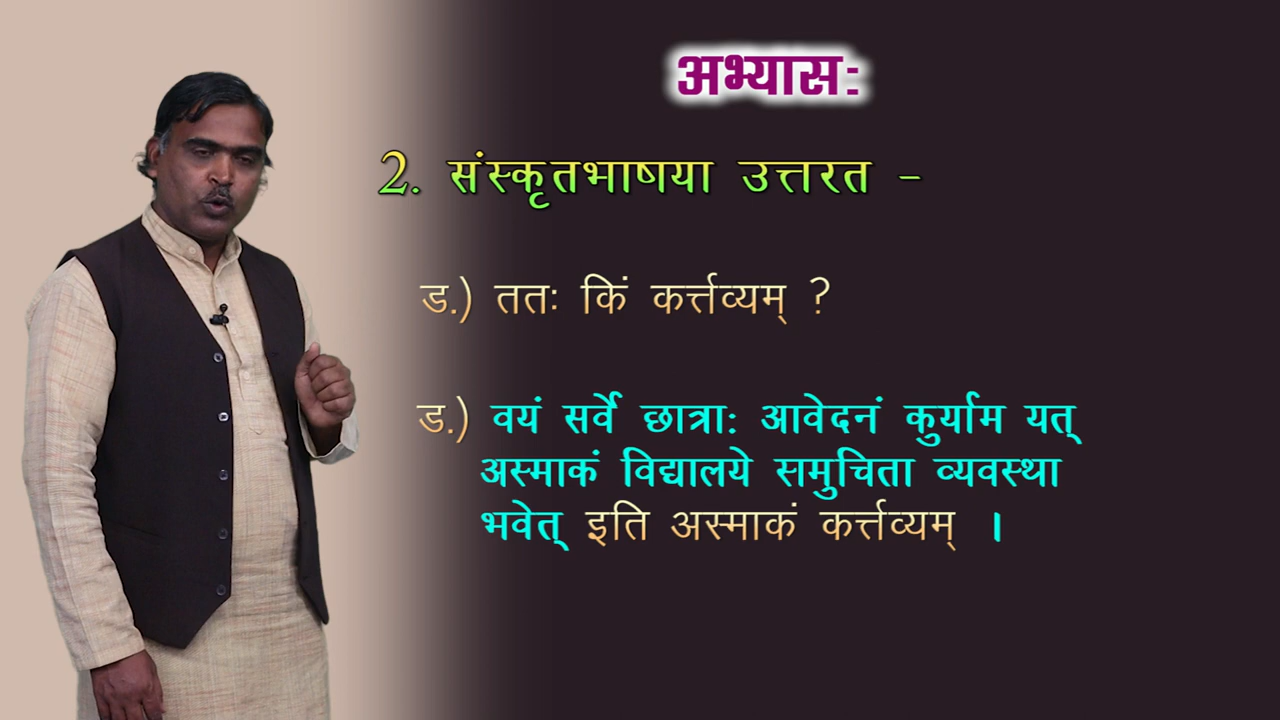 अभ्यासः
2. संस्कृतभाषया उत्तरत –
ड.) ततः किं कर्त्तव्यम् ?
ड.) वयं सर्वे छात्राः आवेदनं कुर्याम यत्
अस्माकं विद्यालये समुचिता व्यवस्था
भवेत् इति अस्माकं कर्त्तव्यम् ।